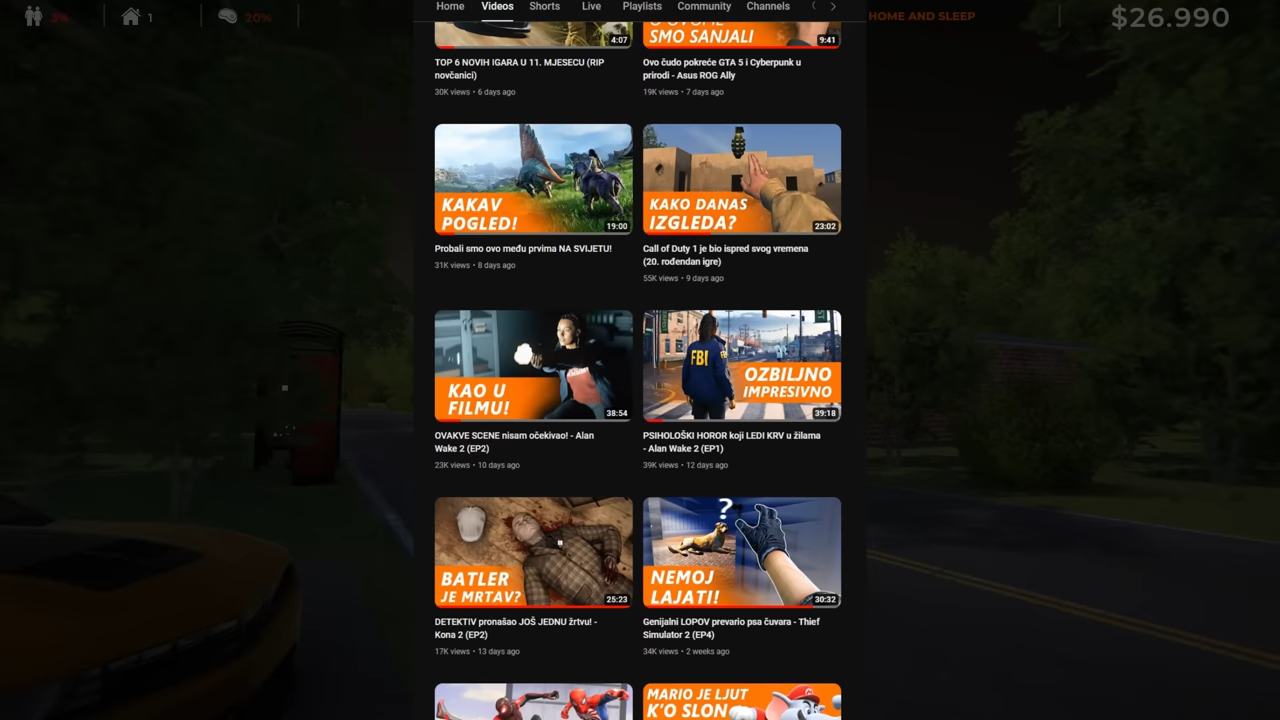 3%
1
20%
Home Videos Shorts Live Playlists Community Channels
HOME AND SLEEP
$26.990
4:07
SMO SANJALI
9:41
TOP 6 NOVIH IGARA U 11. MJESECU (RIP
novčanici)
30K views • 6 days ago
Ovo čudo pokreće GTA 5 i Cyberpunk u
prirodi - Asus ROG Ally
19K views • 7 days ago
KAKAV
POGLED!
19:00
KAKO DANAS
IZGLEDA?
23:02
Probali smo ovo među prvima NA SVIJETU!
31K views • 8 days ago
Call of Duty 1 je bio ispred svog vremena
(20. rođendan igre)
55K views • 9 days ago
KAO U
FILMU!
38:54
FBI
OZBILJNO
IMPRESIVNO
39:18
OVAKVE SCENE nisam očekivao! - Alan
Wake 2 (EP2)
23K views • 10 days ago
PSIHOLOŠKI HOROR koji LEDI KRV u žilama
- Alan Wake 2 (EP1)
39K views • 12 days ago
BATLER
JE MRTAV?
25:23
?
NEMOJ
LAJATI!
30:32
DETEKTIV pronašao JOŠ JEDNU žrtvu! -
Kona 2 (EP2)
17K views • 13 days ago
Genijalni LOPOV prevario psa čuvara - Thief
Simulator 2 (EP4)
34K views • 2 weeks ago
MARIO JE LJUT
K'O SLON